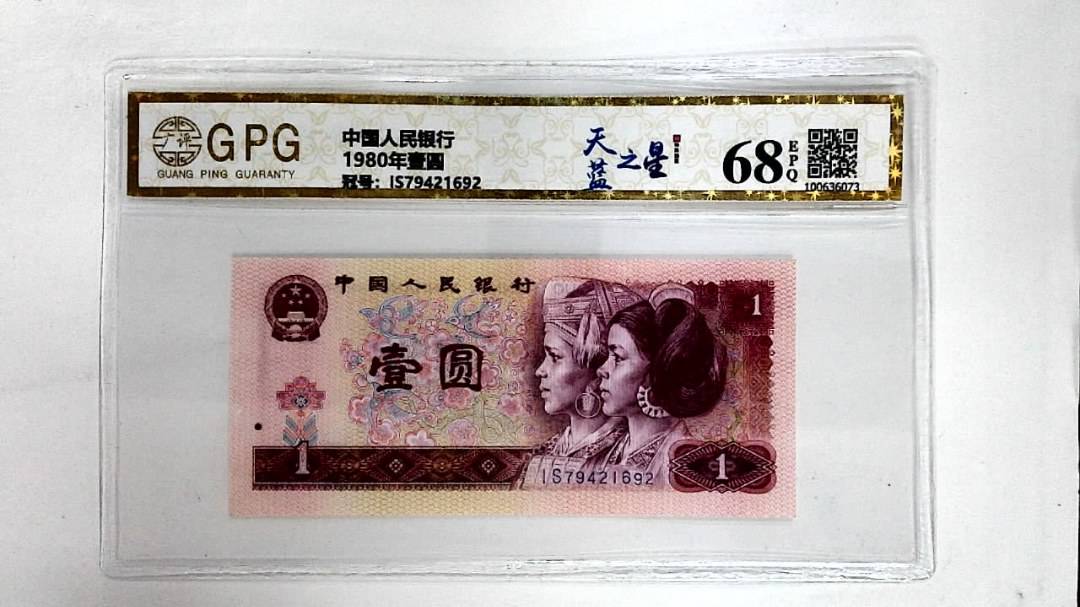 广评
GPG
GUANG PING GUARANTY
中国人民银行
1980年壹圆
冠号：IS79421692
天蓝之星
68
EPQ
100636073
中国人民银行
1
壹圆
1
IS79421692
1